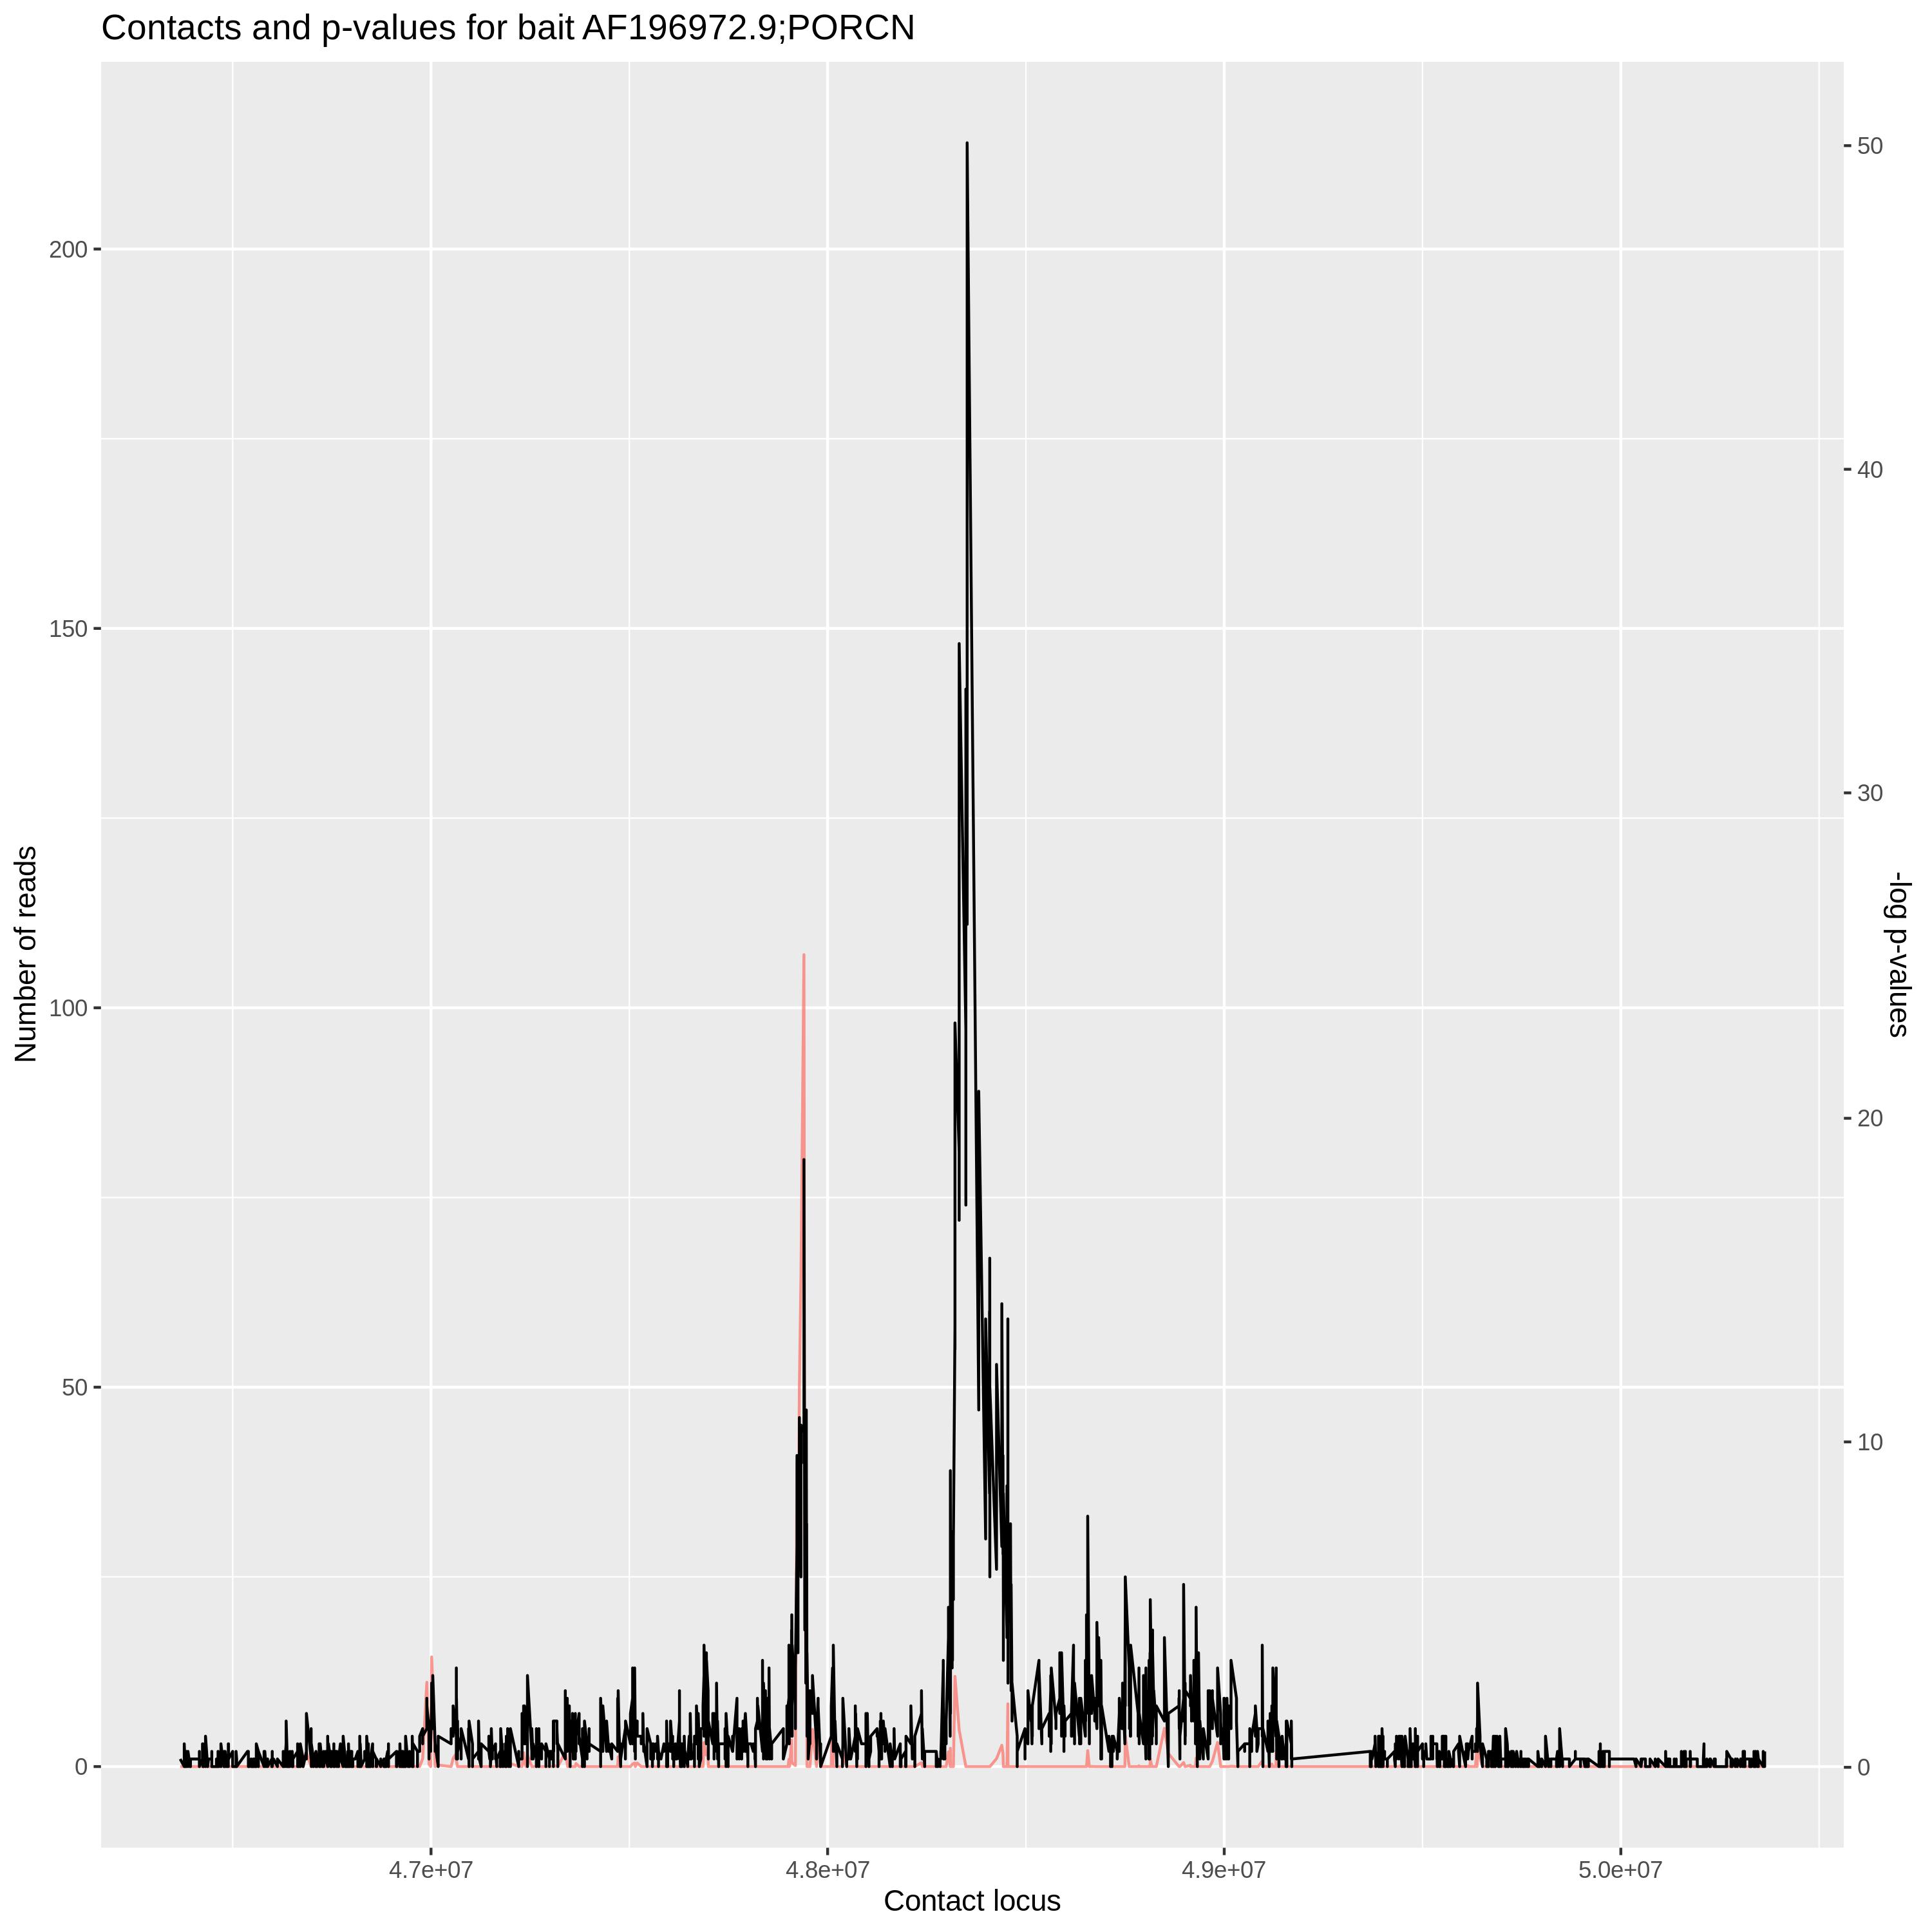 Contacts and p-values for bait AF196972.9;PORCN
200
150
100
50
0
Number of reads
50
40
30
20
10
0
-log p-values
4.7e+07 4.8e+07 4.9e+07 5.0e+07
Contact locus